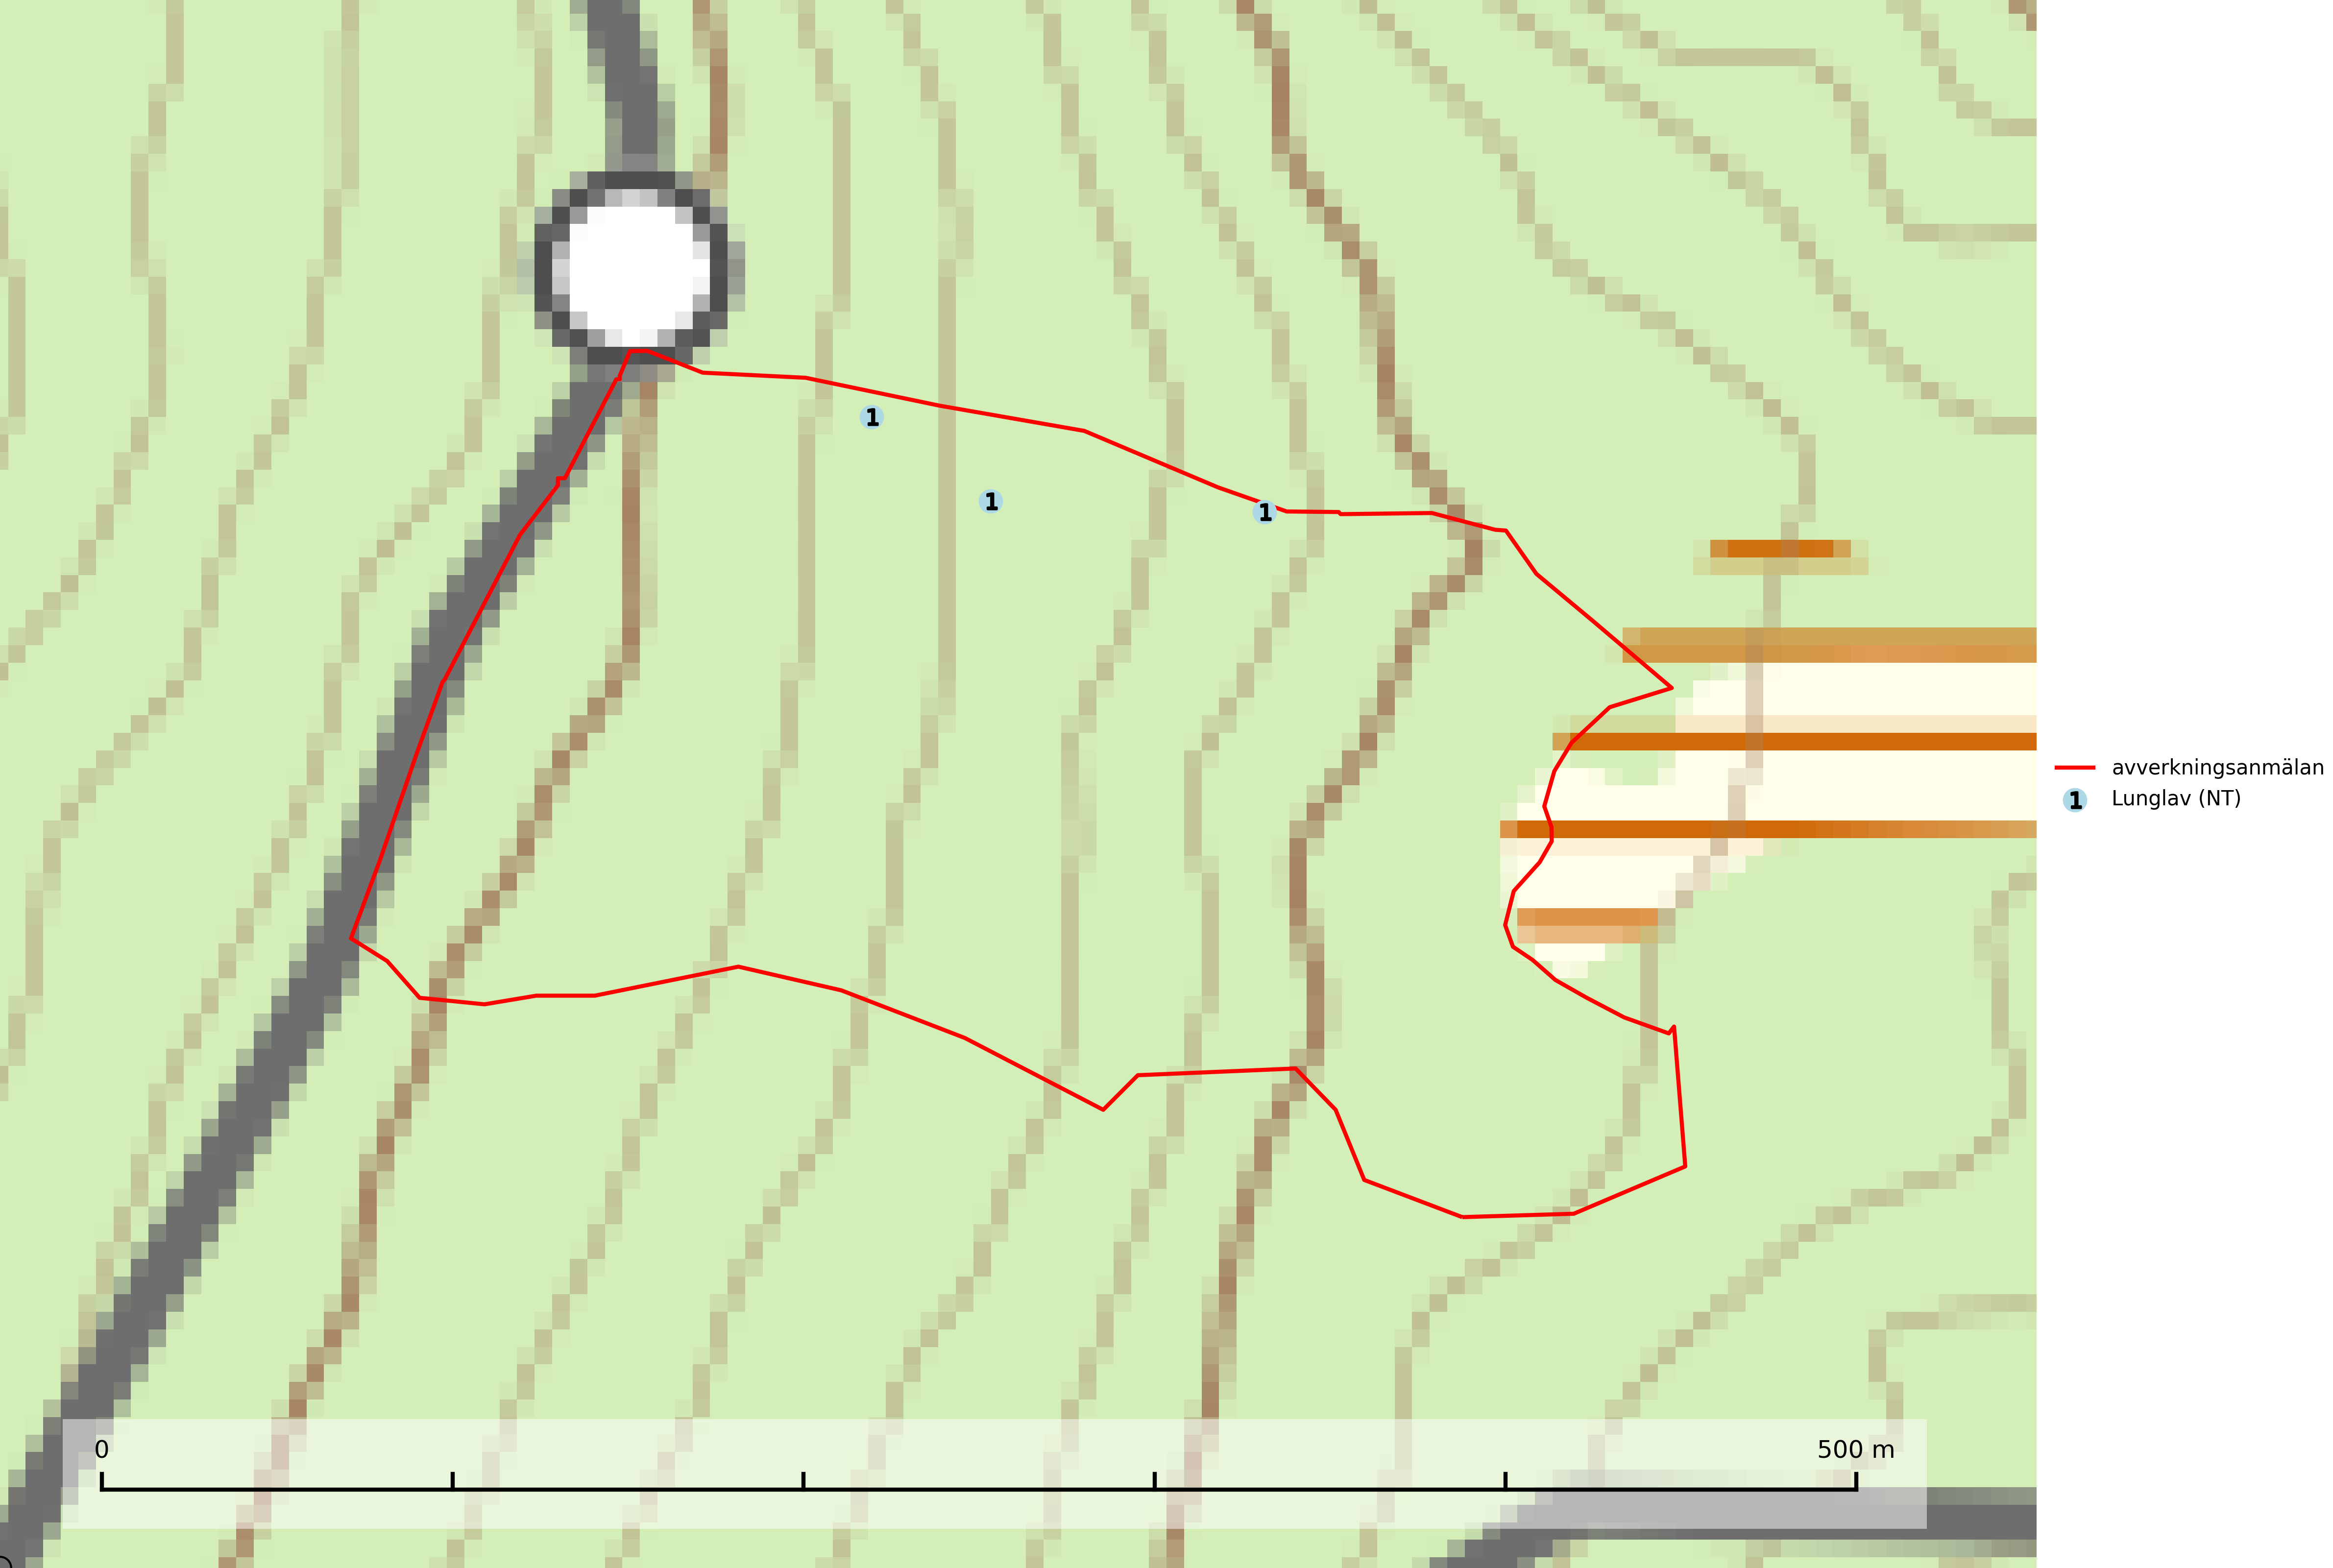 1
1
1
avverkningsanmälan
1 Lunglav (NT)
0 500 m